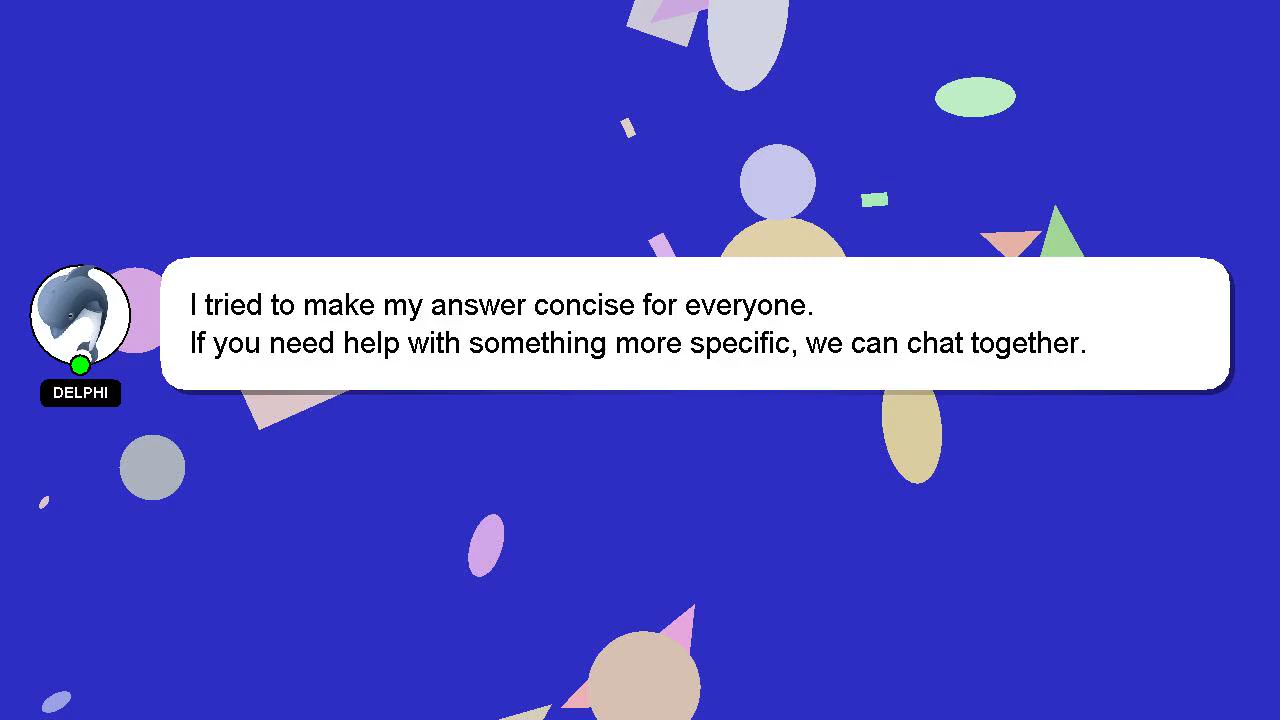 I tried to make my answer concise for everyone.
If you need help with something more specific, we can chat together.
DELPHI